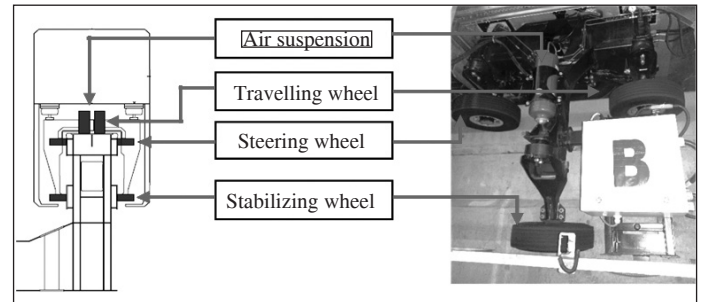 Air suspension
Travelling wheel
Steering wheel
Stabilizing wheel
B